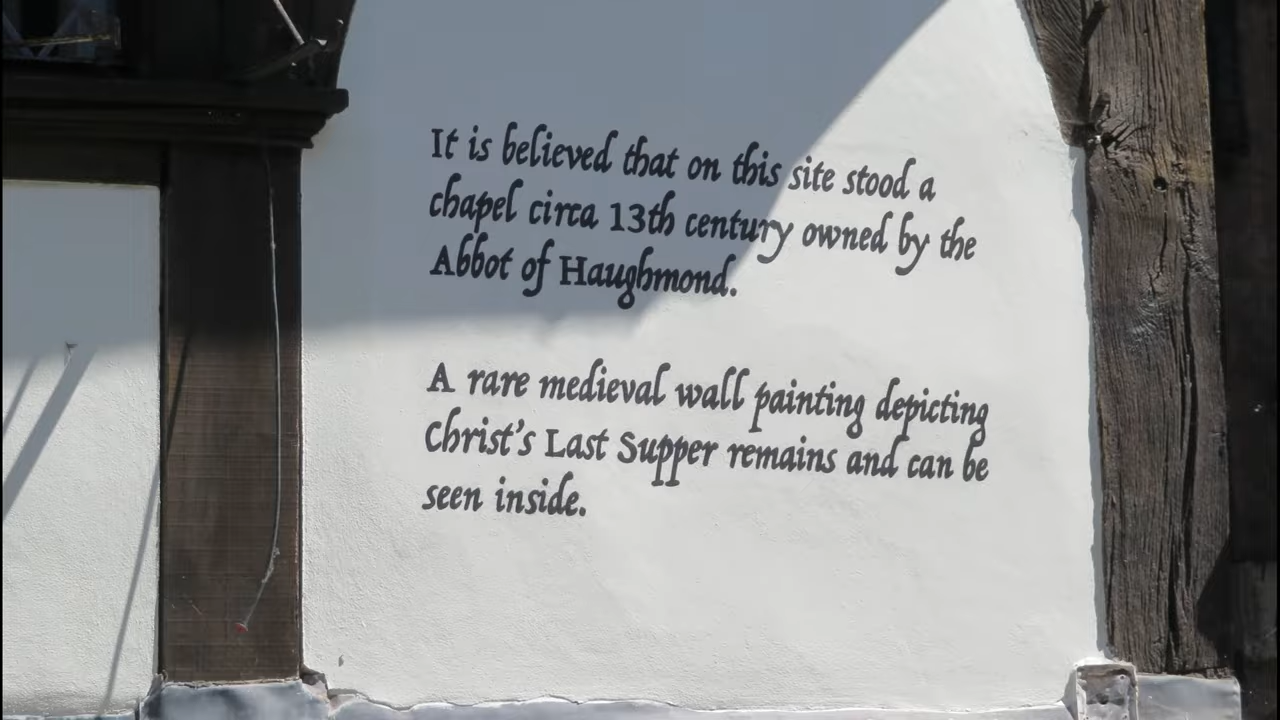 It is believed that on this site stood a
chapel circa 13th century owned by the
Abbot of Haughmond.
A rare medieval wall painting depicting
Christ's Last Supper remains and can be
seen inside.